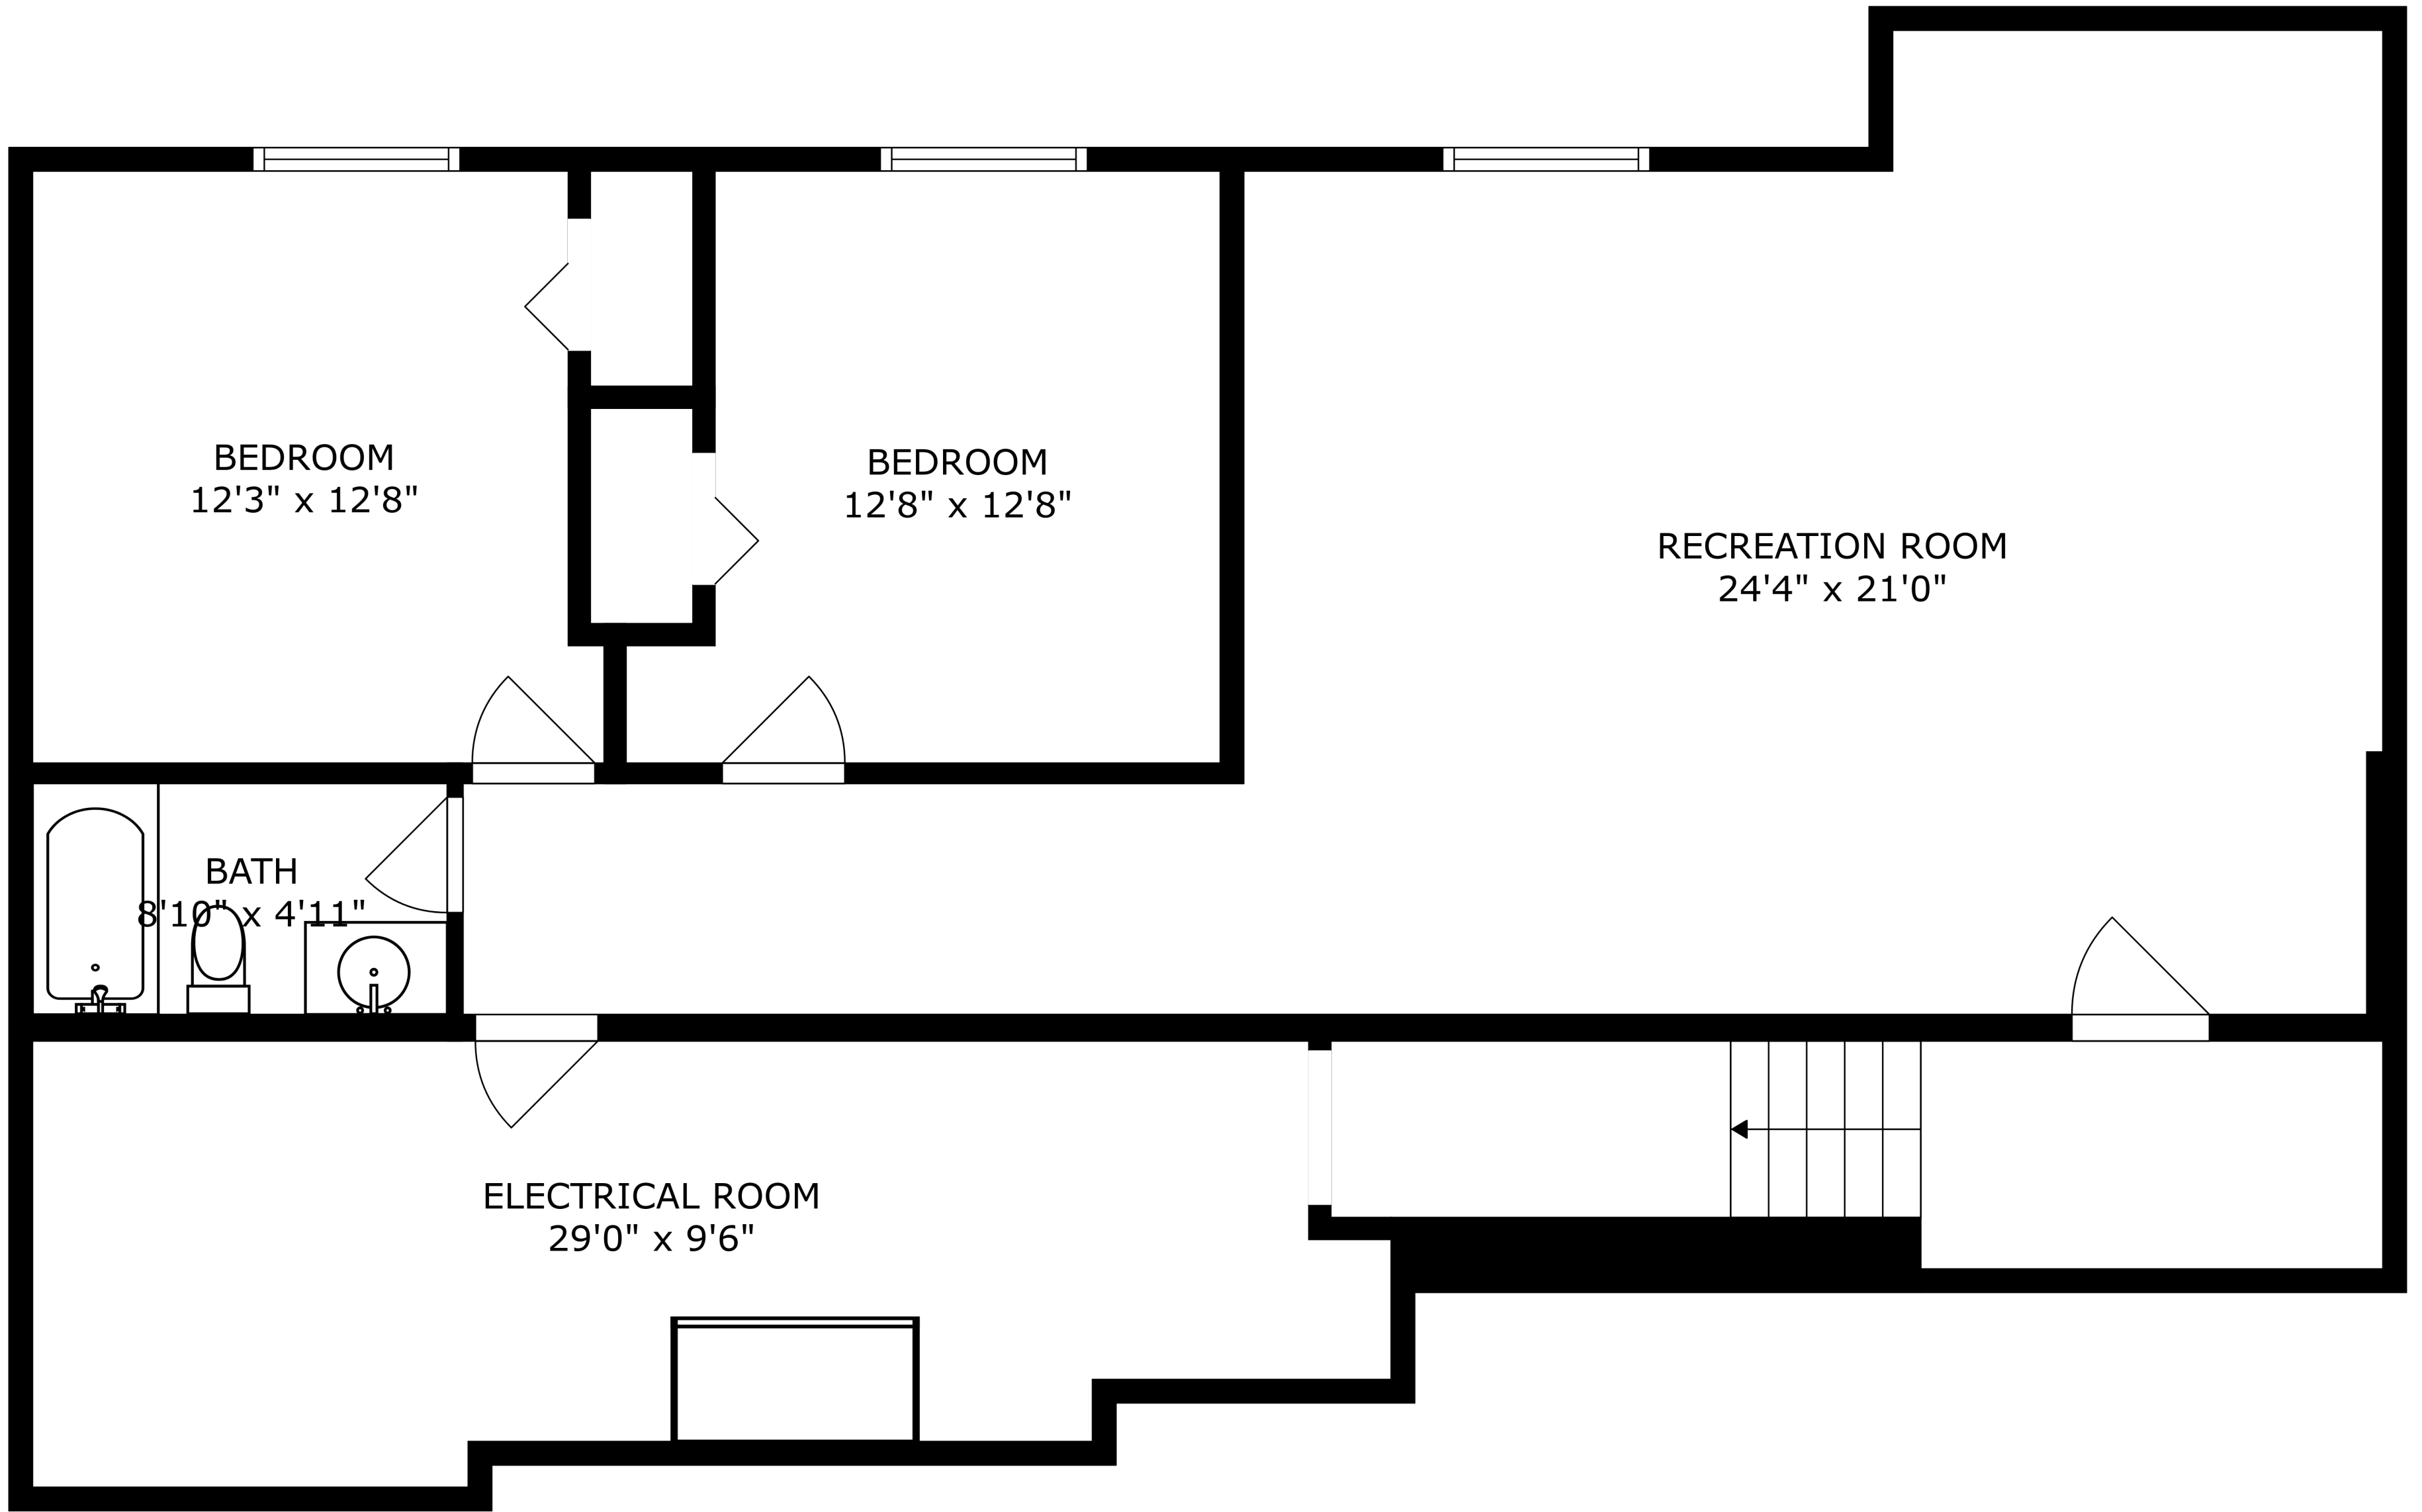 BEDROOM
12'3" x 12'8"
BEDROOM
12'8" x 12'8"
RECREATION ROOM
24'4" x 21'0"
BATH
8'10" x 4'11"
ELECTRICAL ROOM
29'0" x 9'6"